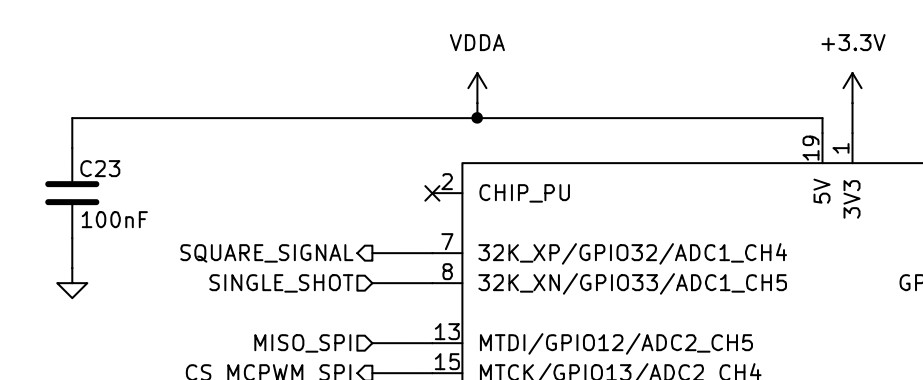 VDDA
+3.3V
C23
100nF
19
1
5V
3V3
2
CHIP_PU
SQUARE_SIGNAL
7
32K_XP/GPIO32/ADC1_CH4
SINGLE_SHOT
8
32K_XN/GPIO33/ADC1_CH5
GP
MISO_SPI
13
MTDI/GPIO12/ADC2_CH5
CS_MCPWM_SPI
15
MTCK/GPIO13/ADC2_CH4